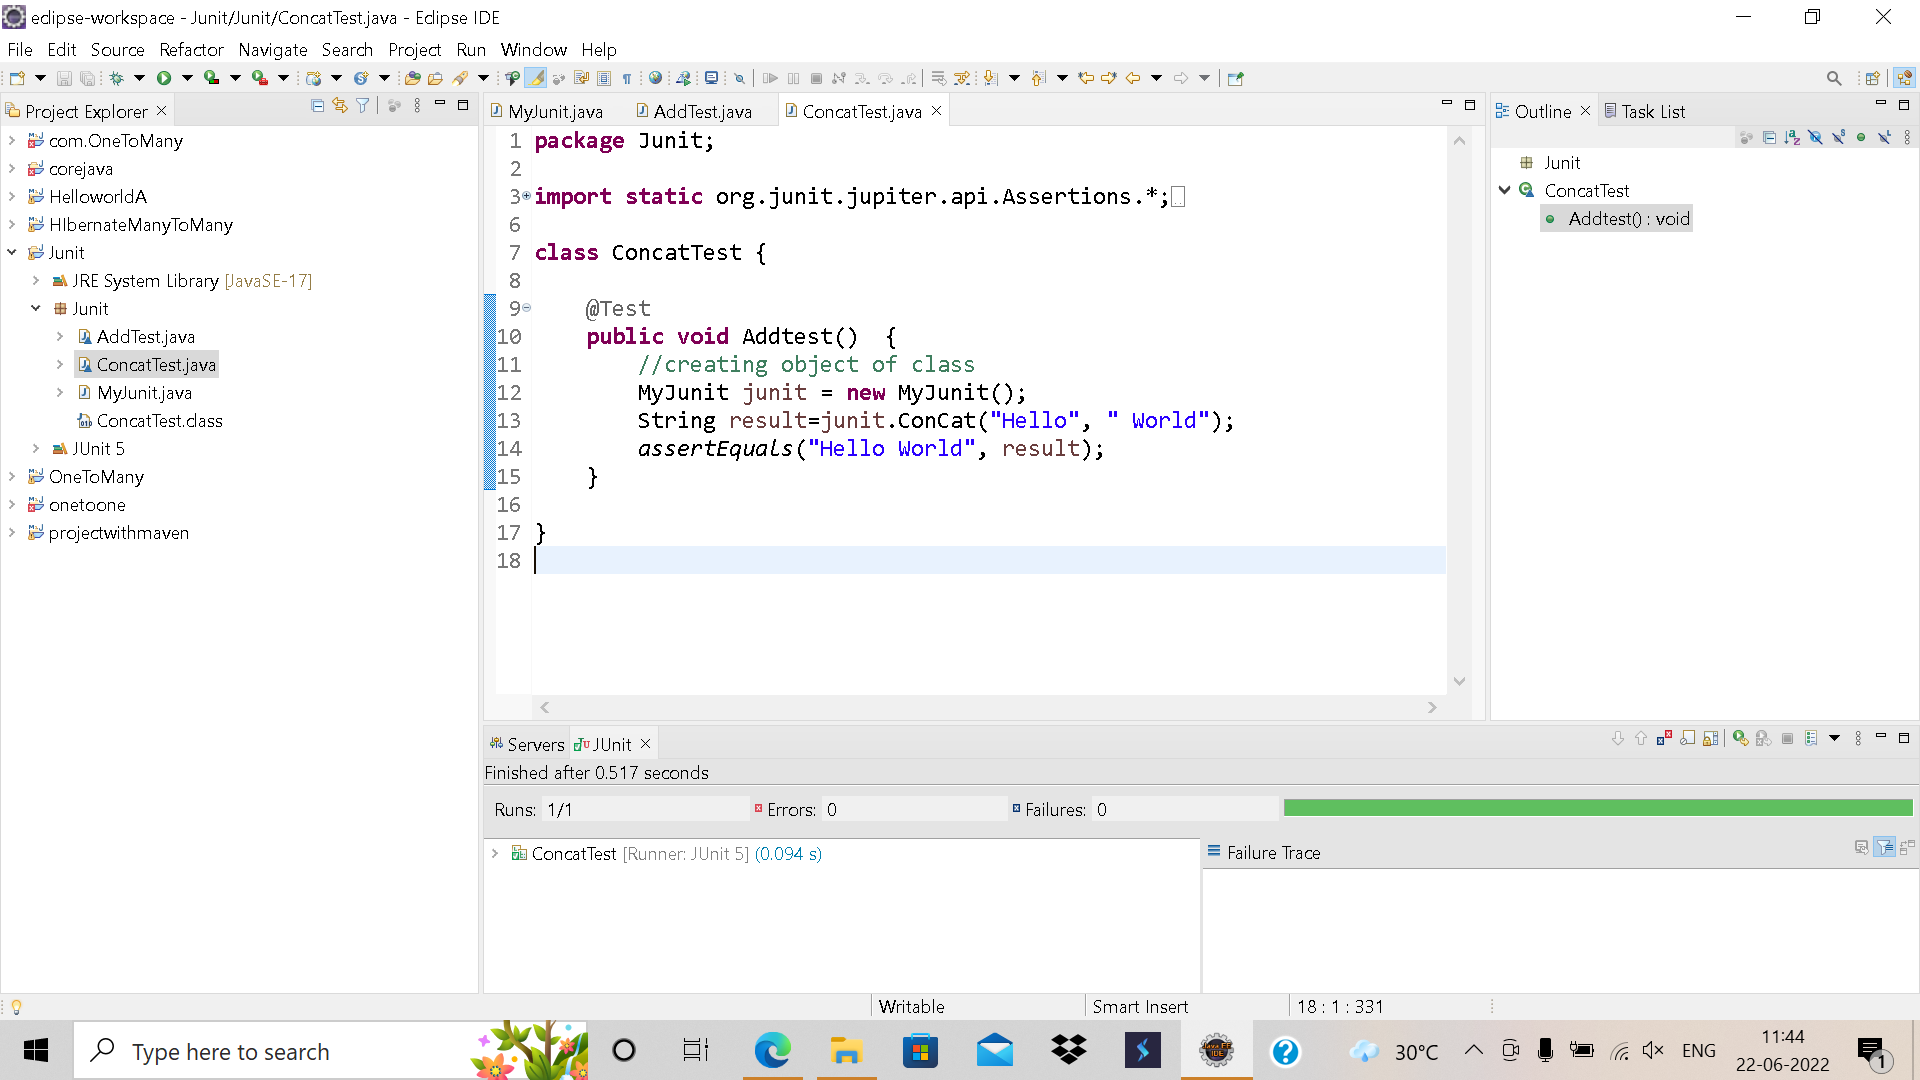 eclipse-workspace - Junit/Junit/ConcatTest.java - Eclipse IDE
File Edit Source Refactor Navigate Search Project Run Window Help
Project Explorer
com.OneToMany
corejava
HelloworldA
HIbernateManyToMany
Junit
JRE System Library [JavaSE-17]
Junit
AddTest.java
ConcatTest.java
MyJunit.java
ConcatTest.class
JUnit 5
OneToMany
onetoone
projectwithmaven
MyJunit.java AddTest.java ConcatTest.java
1 package Junit;
2
3 import static org.junit.jupiter.api.Assertions.*;
6
7 class ConcatTest {
8
9 @Test
10 public void Addtest()  {
11 //creating object of class
12 MyJunit junit = new MyJunit();
13 String result=junit.ConCat("Hello", " World");
14 assertEquals("Hello World", result);
15 }
16
17 }
18
Outline Task List
Junit
ConcatTest
Addtest() : void
Servers JUnit
Finished after 0.517 seconds
Runs: 1/1 Errors: 0 Failures: 0
ConcatTest [Runner: JUnit 5] (0.094 s)
Failure Trace
Writable Smart Insert 18 : 1 : 331
Type here to search
30°C ENG 11:44
22-06-2022
1